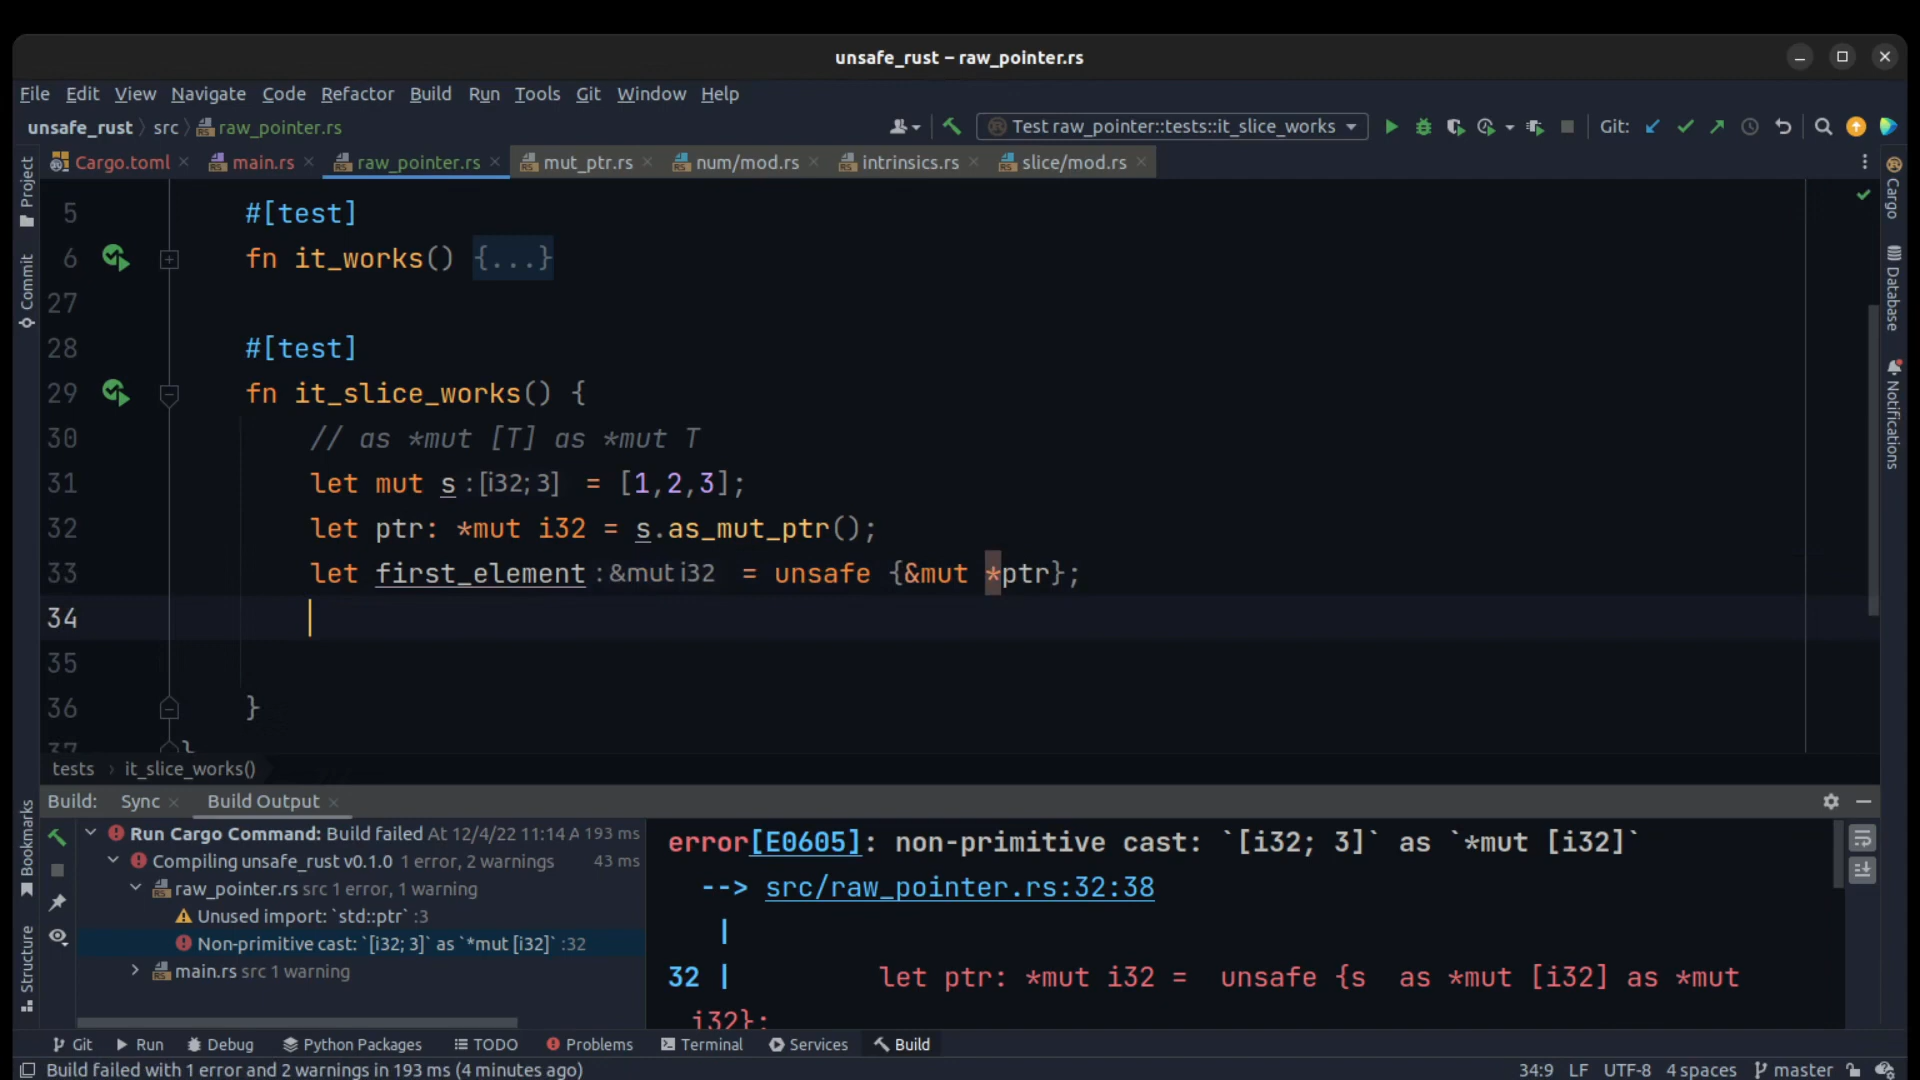 unsafe_rust – raw_pointer.rs
File Edit View Navigate Code Refactor Build Run Tools Git Window Help
unsafe_rust src raw_pointer.rs Test raw_pointer::tests::it_slice_works Git:
Cargo.toml main.rs raw_pointer.rs mut_ptr.rs num/mod.rs intrinsics.rs slice/mod.rs
Project
Commit
Bookmarks
Structure
Cargo
Database
Notifications
5 #[test]
6 fn it_works() {...}
27
28 #[test]
29 fn it_slice_works() {
30 // as *mut [T] as *mut T
31 let mut s : [i32; 3] = [1,2,3];
32 let ptr: *mut i32 = s.as_mut_ptr();
33 let first_element : &mut i32 = unsafe {&mut *ptr};
34
35
36 }
37 }
tests it_slice_works()
Build: Sync Build Output
Run Cargo Command: Build failed At 12/4/22 11:14 A 193 ms
Compiling unsafe_rust v0.1.0 1 error, 2 warnings 43 ms
raw_pointer.rs src 1 error, 1 warning
Unused import: `std::ptr` :3
Non-primitive cast: `[i32; 3]` as `*mut [i32]` :32
main.rs src 1 warning
error[E0605]: non-primitive cast: `[i32; 3]` as `*mut [i32]`
--> src/raw_pointer.rs:32:38
|
32 | let ptr: *mut i32 = unsafe {s as *mut [i32] as *mut
i32};
Git Run Debug Python Packages TODO Problems Terminal Services Build
Build failed with 1 error and 2 warnings in 193 ms (4 minutes ago) 34:9 LF UTF-8 4 spaces master